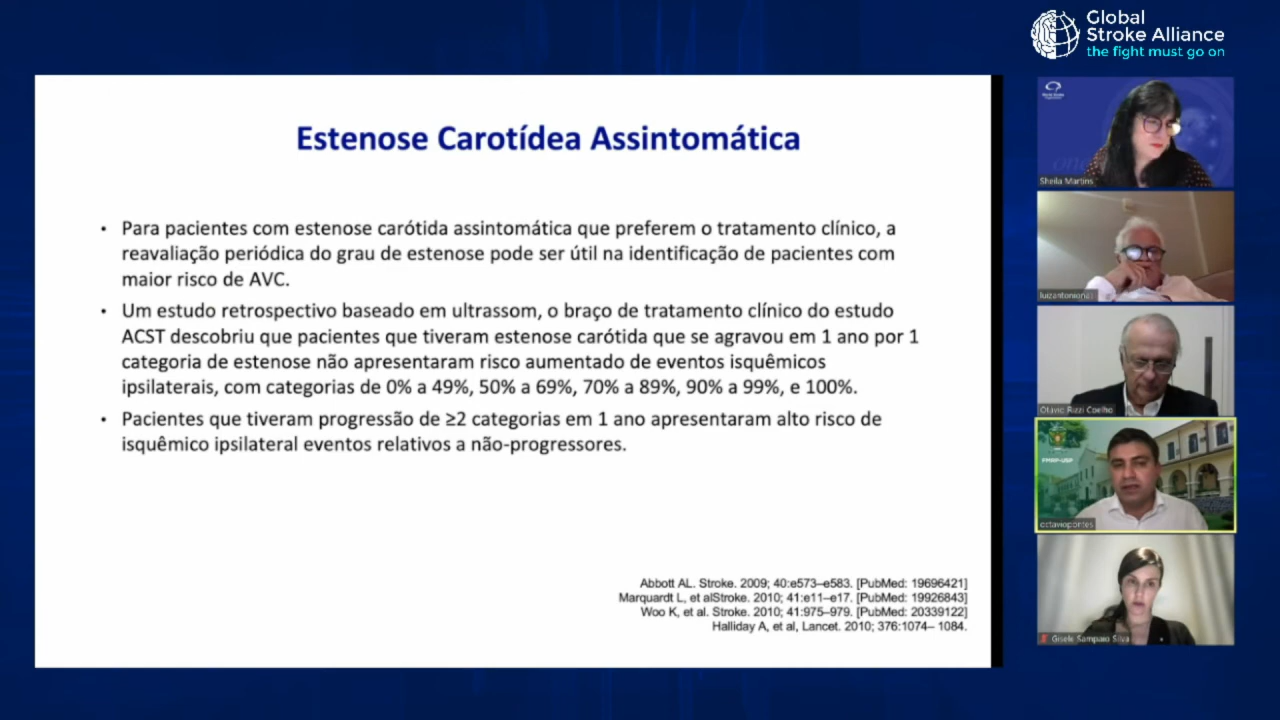 Global
Stroke Alliance
the fight must go on
Estenose Carotídea Assintomática
• Para pacientes com estenose carótida assintomática que preferem o tratamento clínico, a
reavaliação periódica do grau de estenose pode ser útil na identificação de pacientes com
maior risco de AVC.
• Um estudo retrospectivo baseado em ultrassom, o braço de tratamento clínico do estudo
ACST descobriu que pacientes que tiveram estenose carótida que se agravou em 1 ano por 1
categoria de estenose não apresentaram risco aumentado de eventos isquêmicos
ipsilaterais, com categorias de 0% a 49%, 50% a 69%, 70% a 89%, 90% a 99%, e 100%.
• Pacientes que tiveram progressão de ≥2 categorias em 1 ano apresentaram alto risco de
isquêmico ipsilateral eventos relativos a não-progressores.
Abbott AL. Stroke. 2009; 40:e573–e583. [PubMed: 19696421]
Marquardt L, et alStroke. 2010; 41:e11–e17. [PubMed: 19926843]
Woo K, et al. Stroke. 2010; 41:975–979. [PubMed: 20339122]
Halliday A, et al, Lancet. 2010; 376:1074– 1084.
Sheila Martins
Otavio Rizzi Coelho
FMRP-USP
octaviopontes
Gisele Sampaio Silva